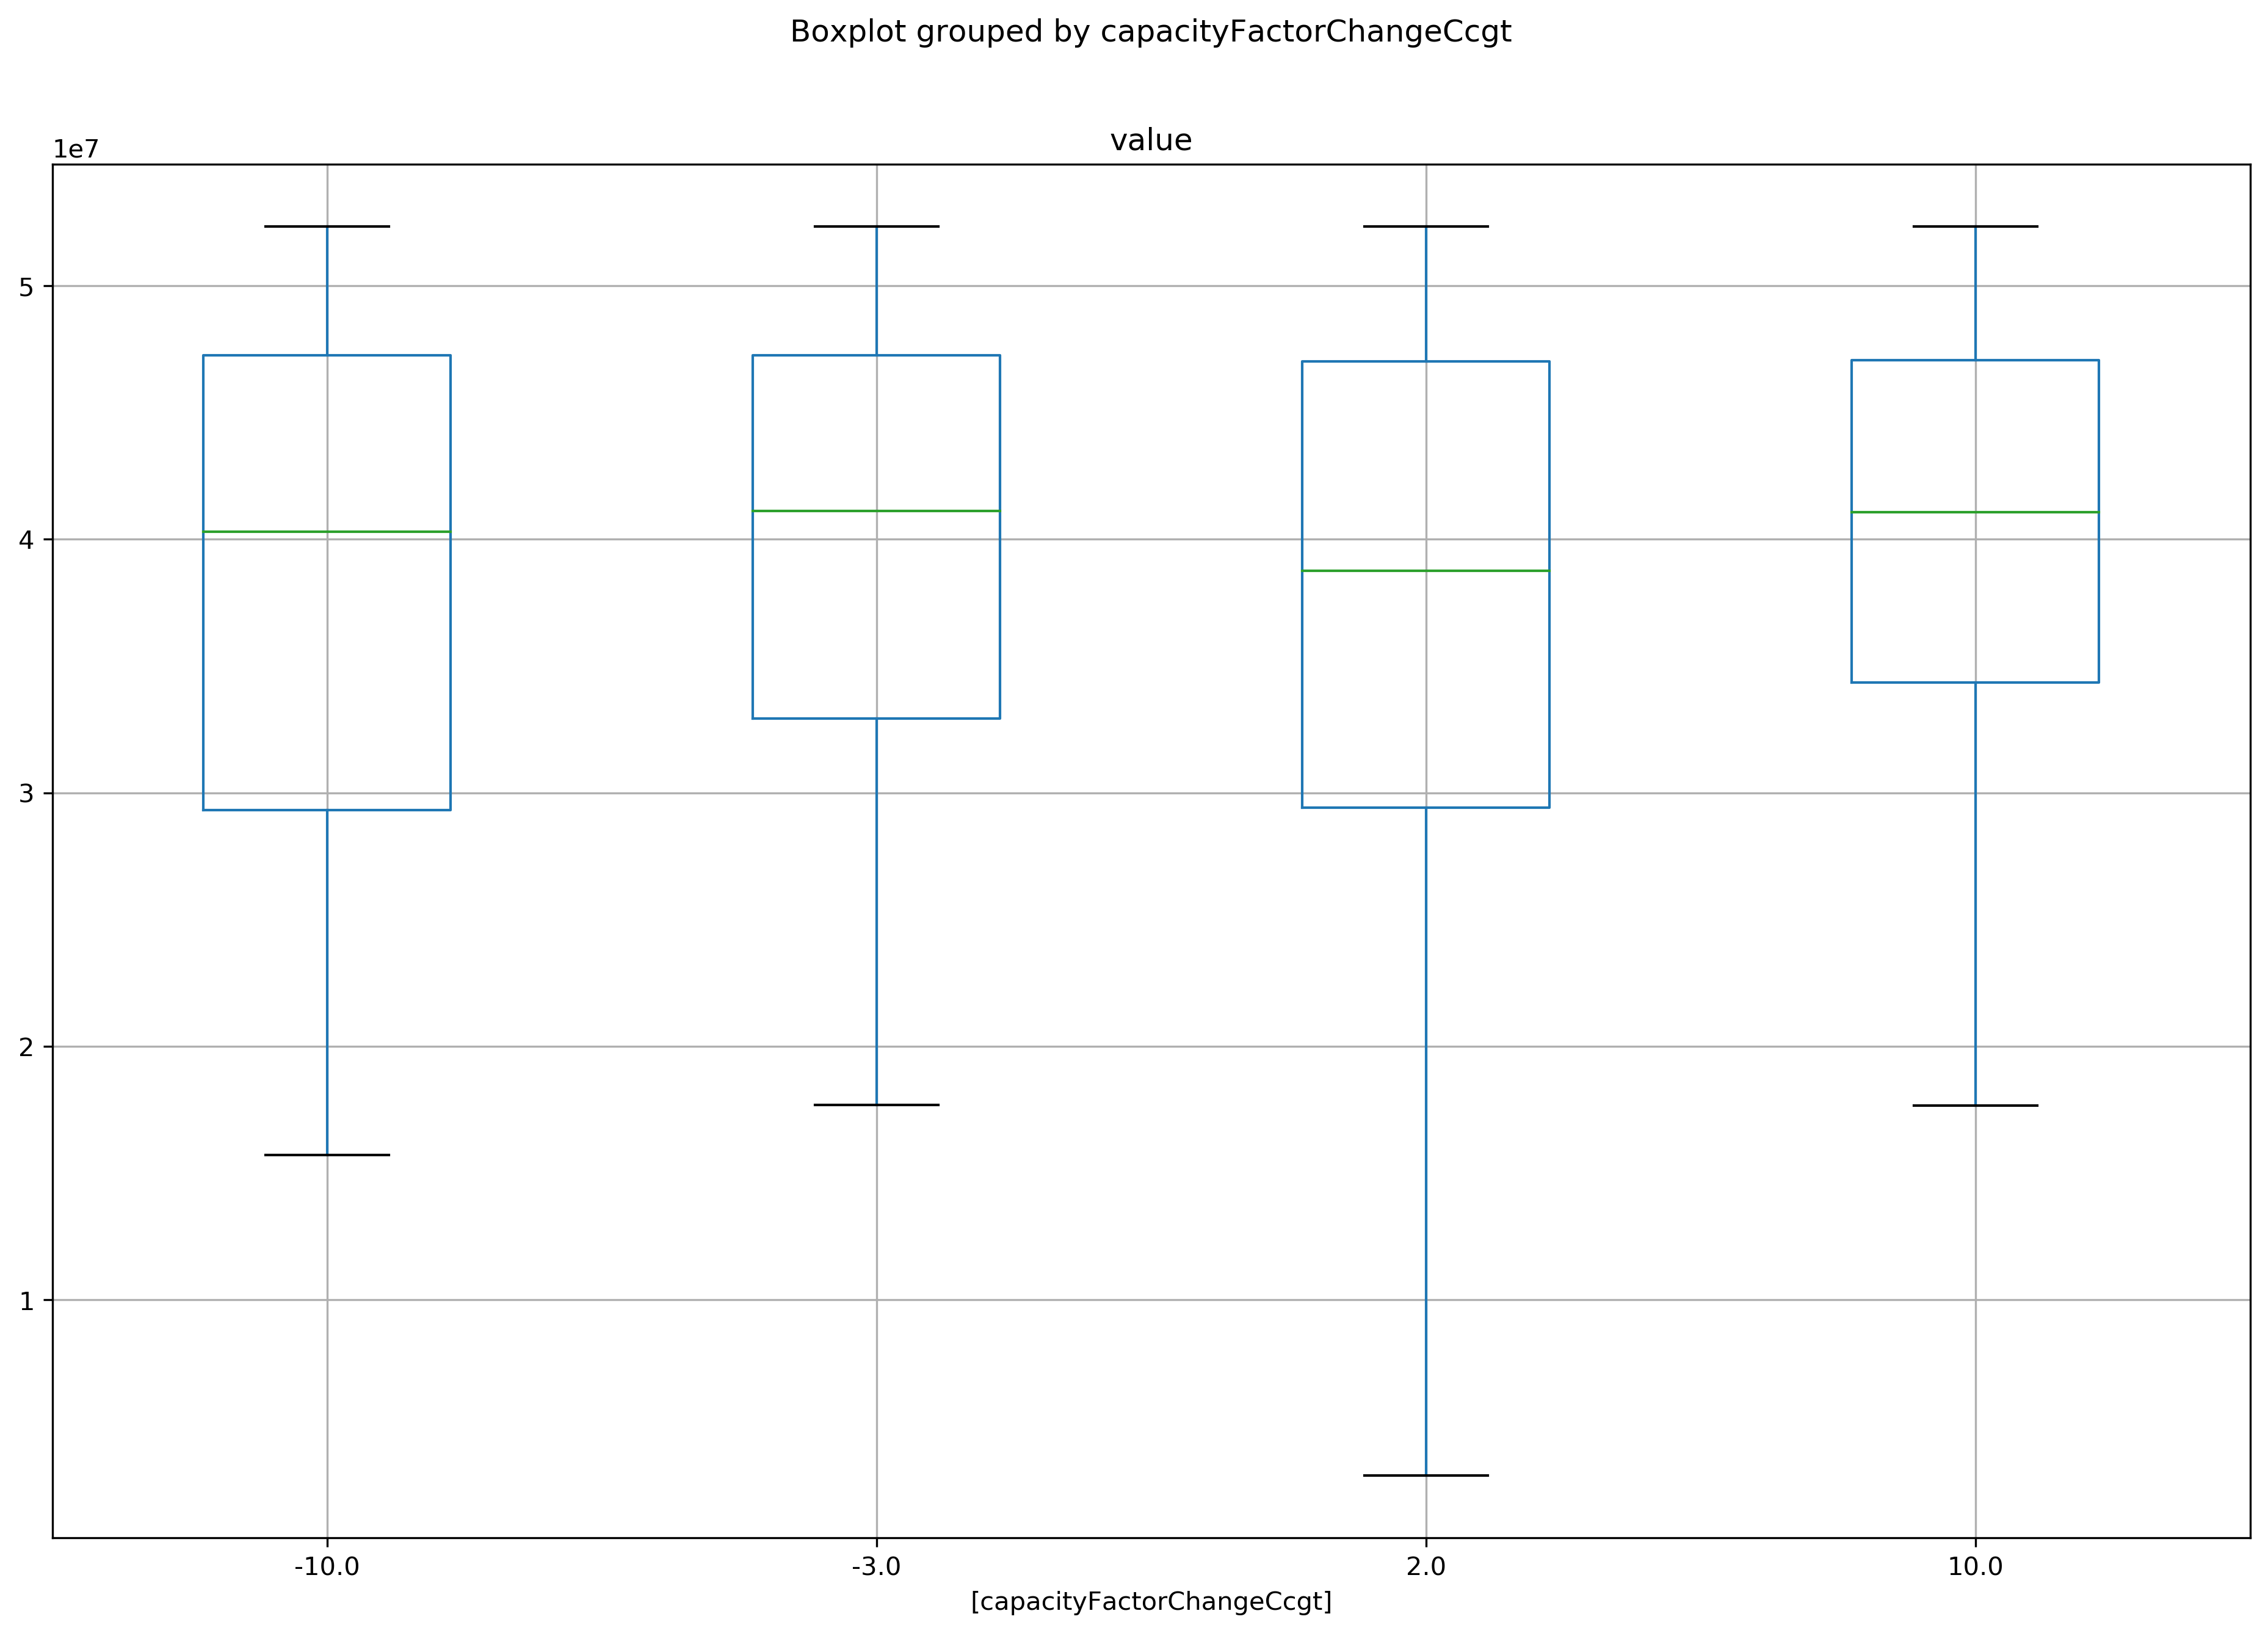 Boxplot grouped by capacityFactorChangeCcgt
value
1e7
5
4
3
2
1
-10.0 -3.0 2.0 10.0
[capacityFactorChangeCcgt]